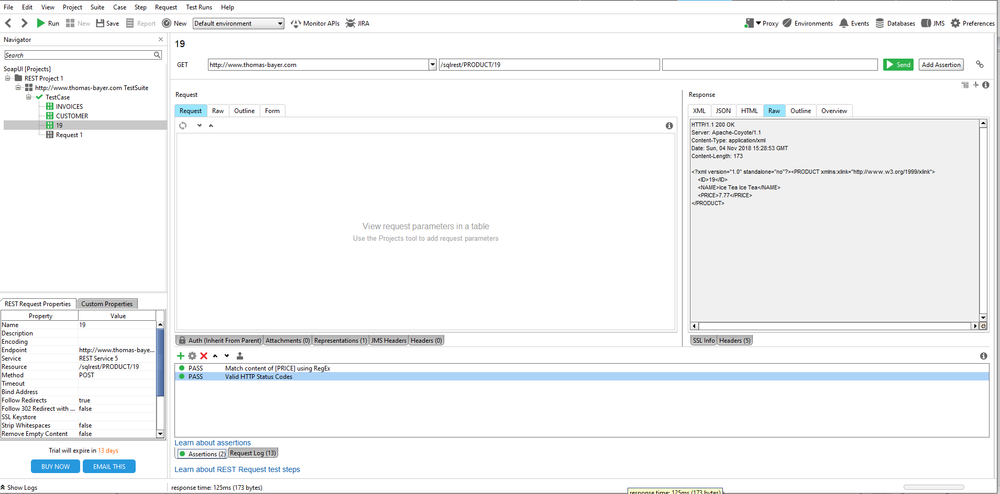 File Edit View Project Suite Case Step Request Test Runs Help
Run New Save Report New Default environment Monitor APIs JIRA Proxy Environments Events Databases JMS Preferences
Navigator
Search
SoapUI [Projects]
REST Project 1
http://www.thomas-bayer.com TestSuite
TestCase
INVOICES
CUSTOMER
19
Request 1
REST Request Properties Custom Properties
Property Value
Name 19
Description
Encoding
Endpoint http://www.thomas-baye...
Service REST Service 5
Resource /sqlrest/PRODUCT/19
Method POST
Timeout
Bind Address
Follow Redirects true
Follow 302 Redirect with ... false
SSL Keystore
Strip Whitespaces false
Remove Empty Content false
Trial will expire in 13 days
BUY NOW EMAIL THIS
Show Logs
19
GET http://www.thomas-bayer.com /sqlrest/PRODUCT/19 Send Add Assertion
Request
Request Raw Outline Form
View request parameters in a table
Use the Projects tool to add request parameters
Auth (Inherit From Parent) Attachments (0) Representations (1) JMS Headers Headers (0)
Response
XML JSON HTML Raw Outline Overview
HTTP/1.1 200 OK
Server: Apache-Coyote/1.1
Content-Type: application/xml
Date: Sun, 04 Nov 2018 15:28:53 GMT
Content-Length: 173
<?xml version="1.0" standalone="no"?><PRODUCT xmlns:xlink="http://www.w3.org/1999/xlink">
<ID>19</ID>
<NAME>Ice Tea Ice Tea</NAME>
<PRICE>7.77</PRICE>
</PRODUCT>
SSL Info Headers (5)
PASS Match content of [PRICE] using RegEx
PASS Valid HTTP Status Codes
Learn about assertions
Assertions (2) Request Log (13)
Learn about REST Request test steps
response time: 125ms (173 bytes)
response time: 125ms (173 bytes)